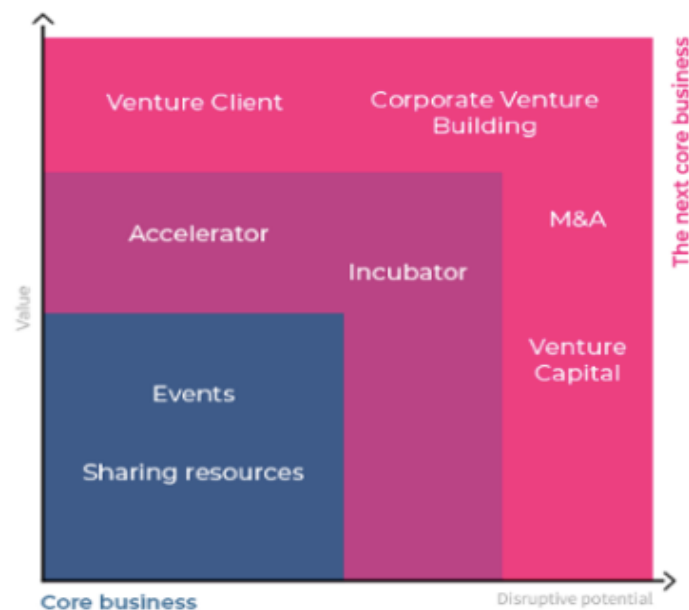 Venture Client
Corporate Venture
Building
The next core business
Accelerator
M&A
Incubator
Value
Venture
Capital
Events
Sharing resources
Core business
Disruptive potential